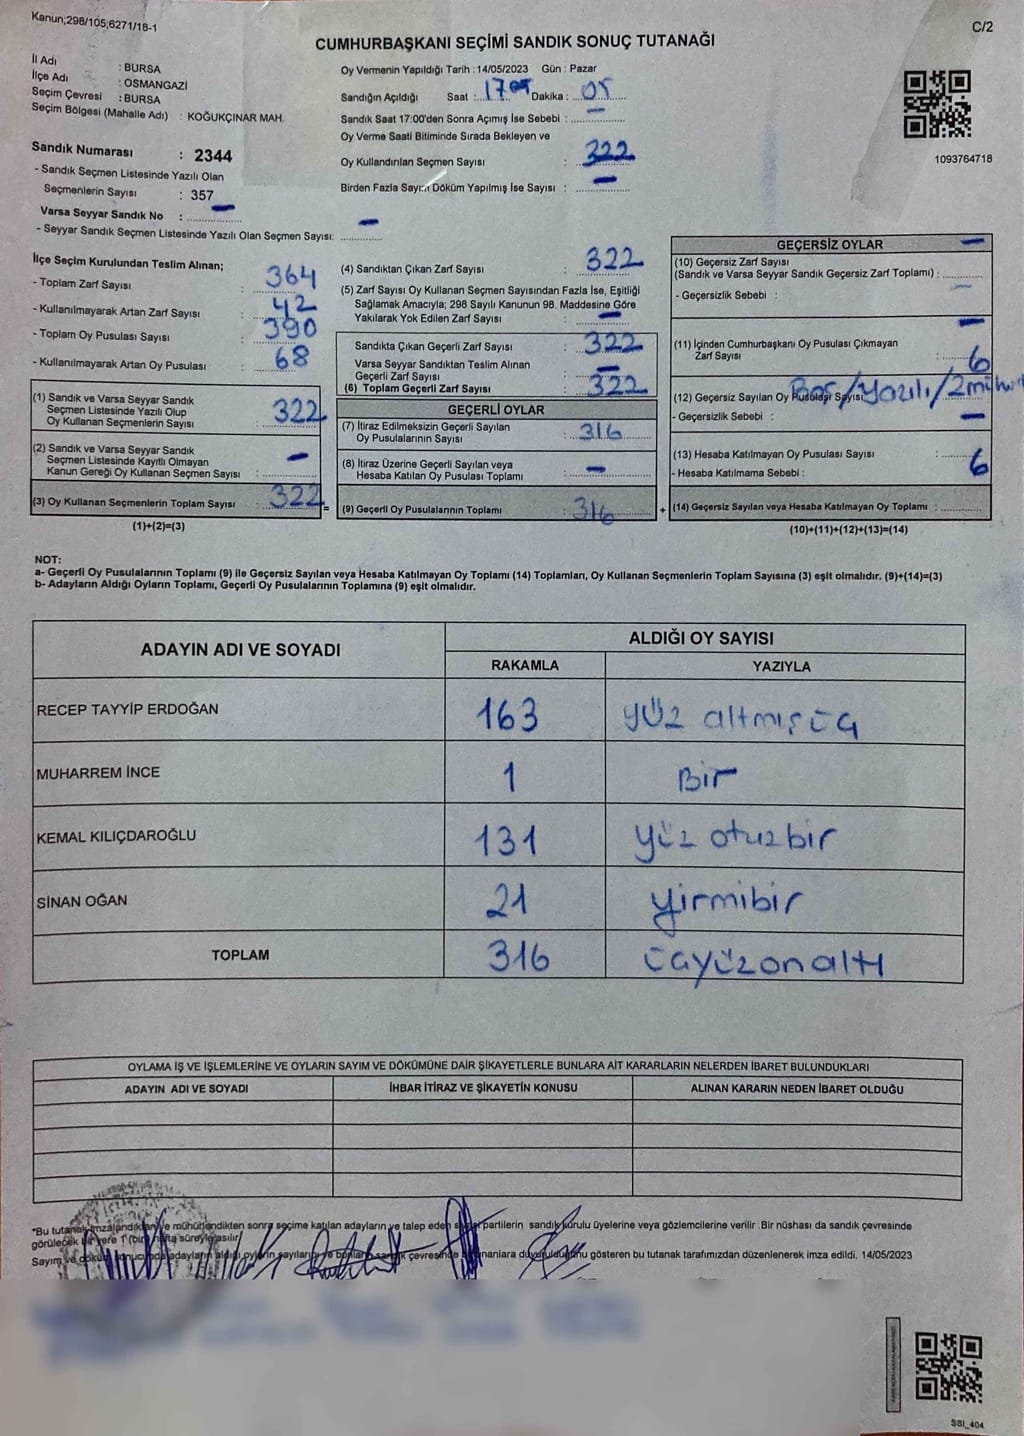 Kanun;298/105;6271/18-1
C/2
CUMHURBAŞKANI SEÇİMİ SANDIK SONUÇ TUTANAĞI
İl Adı : BURSA
İlçe Adı : OSMANGAZİ
Seçim Çevresi : BURSA
Seçim Bölgesi (Mahalle Adı) : KOĞUKÇINAR MAH.
Oy Vermenin Yapıldığı Tarih : 14/05/2023 Gün : Pazar
Sandığın Açıldığı Saat : 17 Dakika : 05
Sandık Saat 17:00'den Sonra Açımış İse Sebebi : –
Oy Verme Saati Bitiminde Sırada Bekleyen ve
Oy Kullandırılan Seçmen Sayısı : 322
Birden Fazla Sayım Döküm Yapılmış İse Sayısı : –
1093764718
Sandık Numarası : 2344
- Sandık Seçmen Listesinde Yazılı Olan
Seçmenlerin Sayısı : 357
Varsa Seyyar Sandık No : –
- Seyyar Sandık Seçmen Listesinde Yazılı Olan Seçmen Sayısı: –
İlçe Seçim Kurulundan Teslim Alınan;
- Toplam Zarf Sayısı : 364
- Kullanılmayarak Artan Zarf Sayısı : 42
- Toplam Oy Pusulası Sayısı : 390
- Kullanılmayarak Artan Oy Pusulası : 68
(1) Sandık ve Varsa Seyyar Sandık
Seçmen Listesinde Yazılı Olup
Oy Kullanan Seçmenlerin Sayısı : 322
(2) Sandık ve Varsa Seyyar Sandık
Seçmen Listesinde Kayıtlı Olmayan
Kanun Gereği Oy Kullanan Seçmen Sayısı : –
(3) Oy Kullanan Seçmenlerin Toplam Sayısı : 322 =
(1)+(2)=(3)
(4) Sandıktan Çıkan Zarf Sayısı : 322
(5) Zarf Sayısı Oy Kullanan Seçmen Sayısından Fazla İse, Eşitliği
Sağlamak Amacıyla; 298 Sayılı Kanunun 98. Maddesine Göre
Yakılarak Yok Edilen Zarf Sayısı : –
Sandıkta Çıkan Geçerli Zarf Sayısı : 322
Varsa Seyyar Sandıktan Teslim Alınan
Geçerli Zarf Sayısı : –
(6) Toplam Geçerli Zarf Sayısı : 322
GEÇERLİ OYLAR
(7) İtiraz Edilmeksizin Geçerli Sayılan
Oy Pusulalarının Sayısı : 316
(8) İtiraz Üzerine Geçerli Sayılan veya
Hesaba Katılan Oy Pusulası Toplamı : –
(9) Geçerli Oy Pusulalarının Toplamı : 316 +
GEÇERSİZ OYLAR
(10) Geçersiz Zarf Sayısı –
(Sandık ve Varsa Seyyar Sandık Geçersiz Zarf Toplamı) :
- Geçersizlik Sebebi : –
(11) İçinden Cumhurbaşkanı Oy Pusulası Çıkmayan –
Zarf Sayısı :
(12) Geçersiz Sayılan Oy Pusulası Sayısı : 6
- Geçersizlik Sebebi : Boş/Yazılı/2mühür
(13) Hesaba Katılmayan Oy Pusulası Sayısı : –
- Hesaba Katılmama Sebebi :
(14) Geçersiz Sayılan veya Hesaba Katılmayan Oy Toplamı : 6
(10)+(11)+(12)+(13)=(14)
NOT:
a- Geçerli Oy Pusulalarının Toplamı (9) ile Geçersiz Sayılan veya Hesaba Katılmayan Oy Toplamı (14) Toplamları, Oy Kullanan Seçmenlerin Toplam Sayısına (3) eşit olmalıdır. (9)+(14)=(3)
b- Adayların Aldığı Oyların Toplamı, Geçerli Oy Pusulalarının Toplamına (9) eşit olmalıdır.
ADAYIN ADI VE SOYADI ALDIĞI OY SAYISI
RAKAMLA YAZIYLA
RECEP TAYYİP ERDOĞAN 163 yüz altmışüç
MUHARREM İNCE 1 Bir
KEMAL KILIÇDAROĞLU 131 yüz otuzbir
SİNAN OĞAN 21 yirmibir
TOPLAM 316 üçyüzonaltı
OYLAMA İŞ VE İŞLEMLERİNE VE OYLARIN SAYIM VE DÖKÜMÜNE DAİR ŞİKAYETLERLE BUNLARA AİT KARARLARIN NELERDEN İBARET BULUNDUKLARI
ADAYIN ADI VE SOYADI İHBAR İTİRAZ VE ŞİKAYETİN KONUSU ALINAN KARARIN NEDEN İBARET OLDUĞU
*Bu tutanak imzalandıktan ve mühürlendikten sonra seçime katılan adayların ve talep eden siyasi partilerin sandık kurulu üyelerine veya gözlemcilerine verilir. Bir nüshası da sandık çevresinde
görülecek bir yere 1 (bir) hafta süreyle asılır.
Sayım ve döküm sonucunda adayların aldığı oyların sayılarını ve bunların sandık çevresinde adananlara duyurulduğunu gösteren bu tutanak tarafımızdan düzenlenerek imza edildi. 14/05/2023
SSI_404